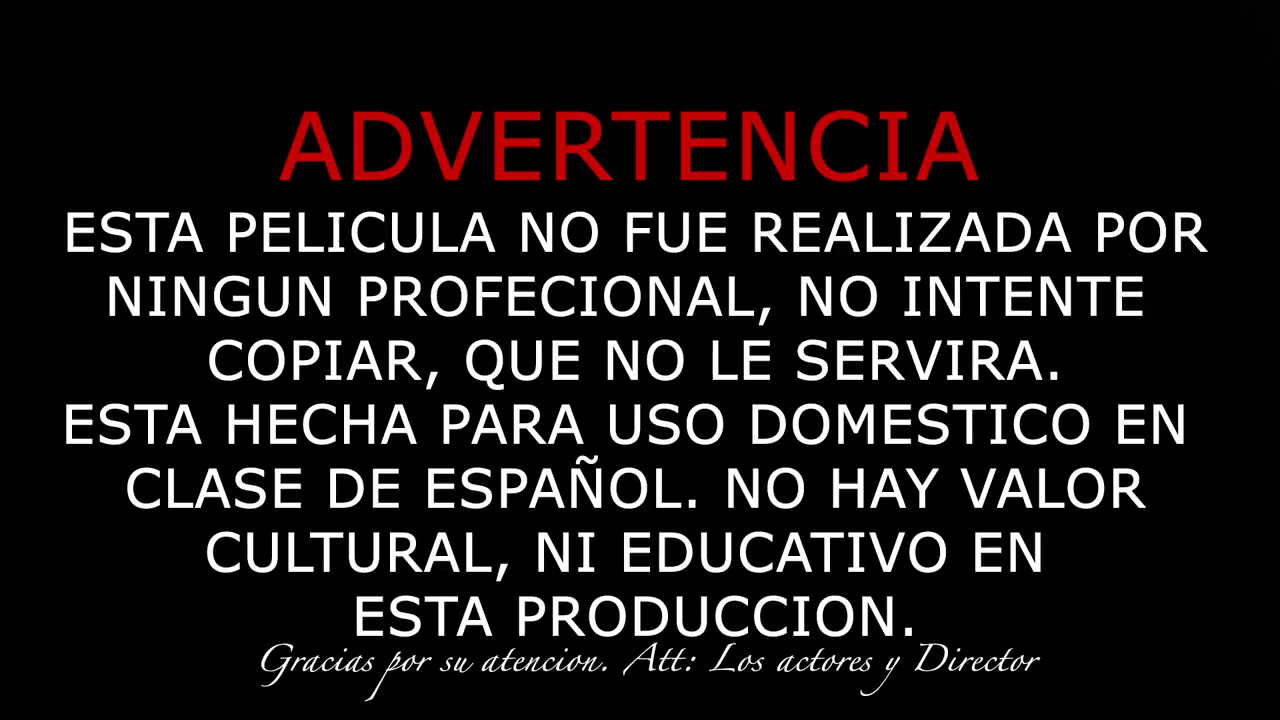 ADVERTENCIA
ESTA PELICULA NO FUE REALIZADA POR
NINGUN PROFECIONAL, NO INTENTE
COPIAR, QUE NO LE SERVIRA.
ESTA HECHA PARA USO DOMESTICO EN
CLASE DE ESPAÑOL. NO HAY VALOR
CULTURAL, NI EDUCATIVO EN
ESTA PRODUCCION.
Gracias por su atencion. Att: Los actores y Director